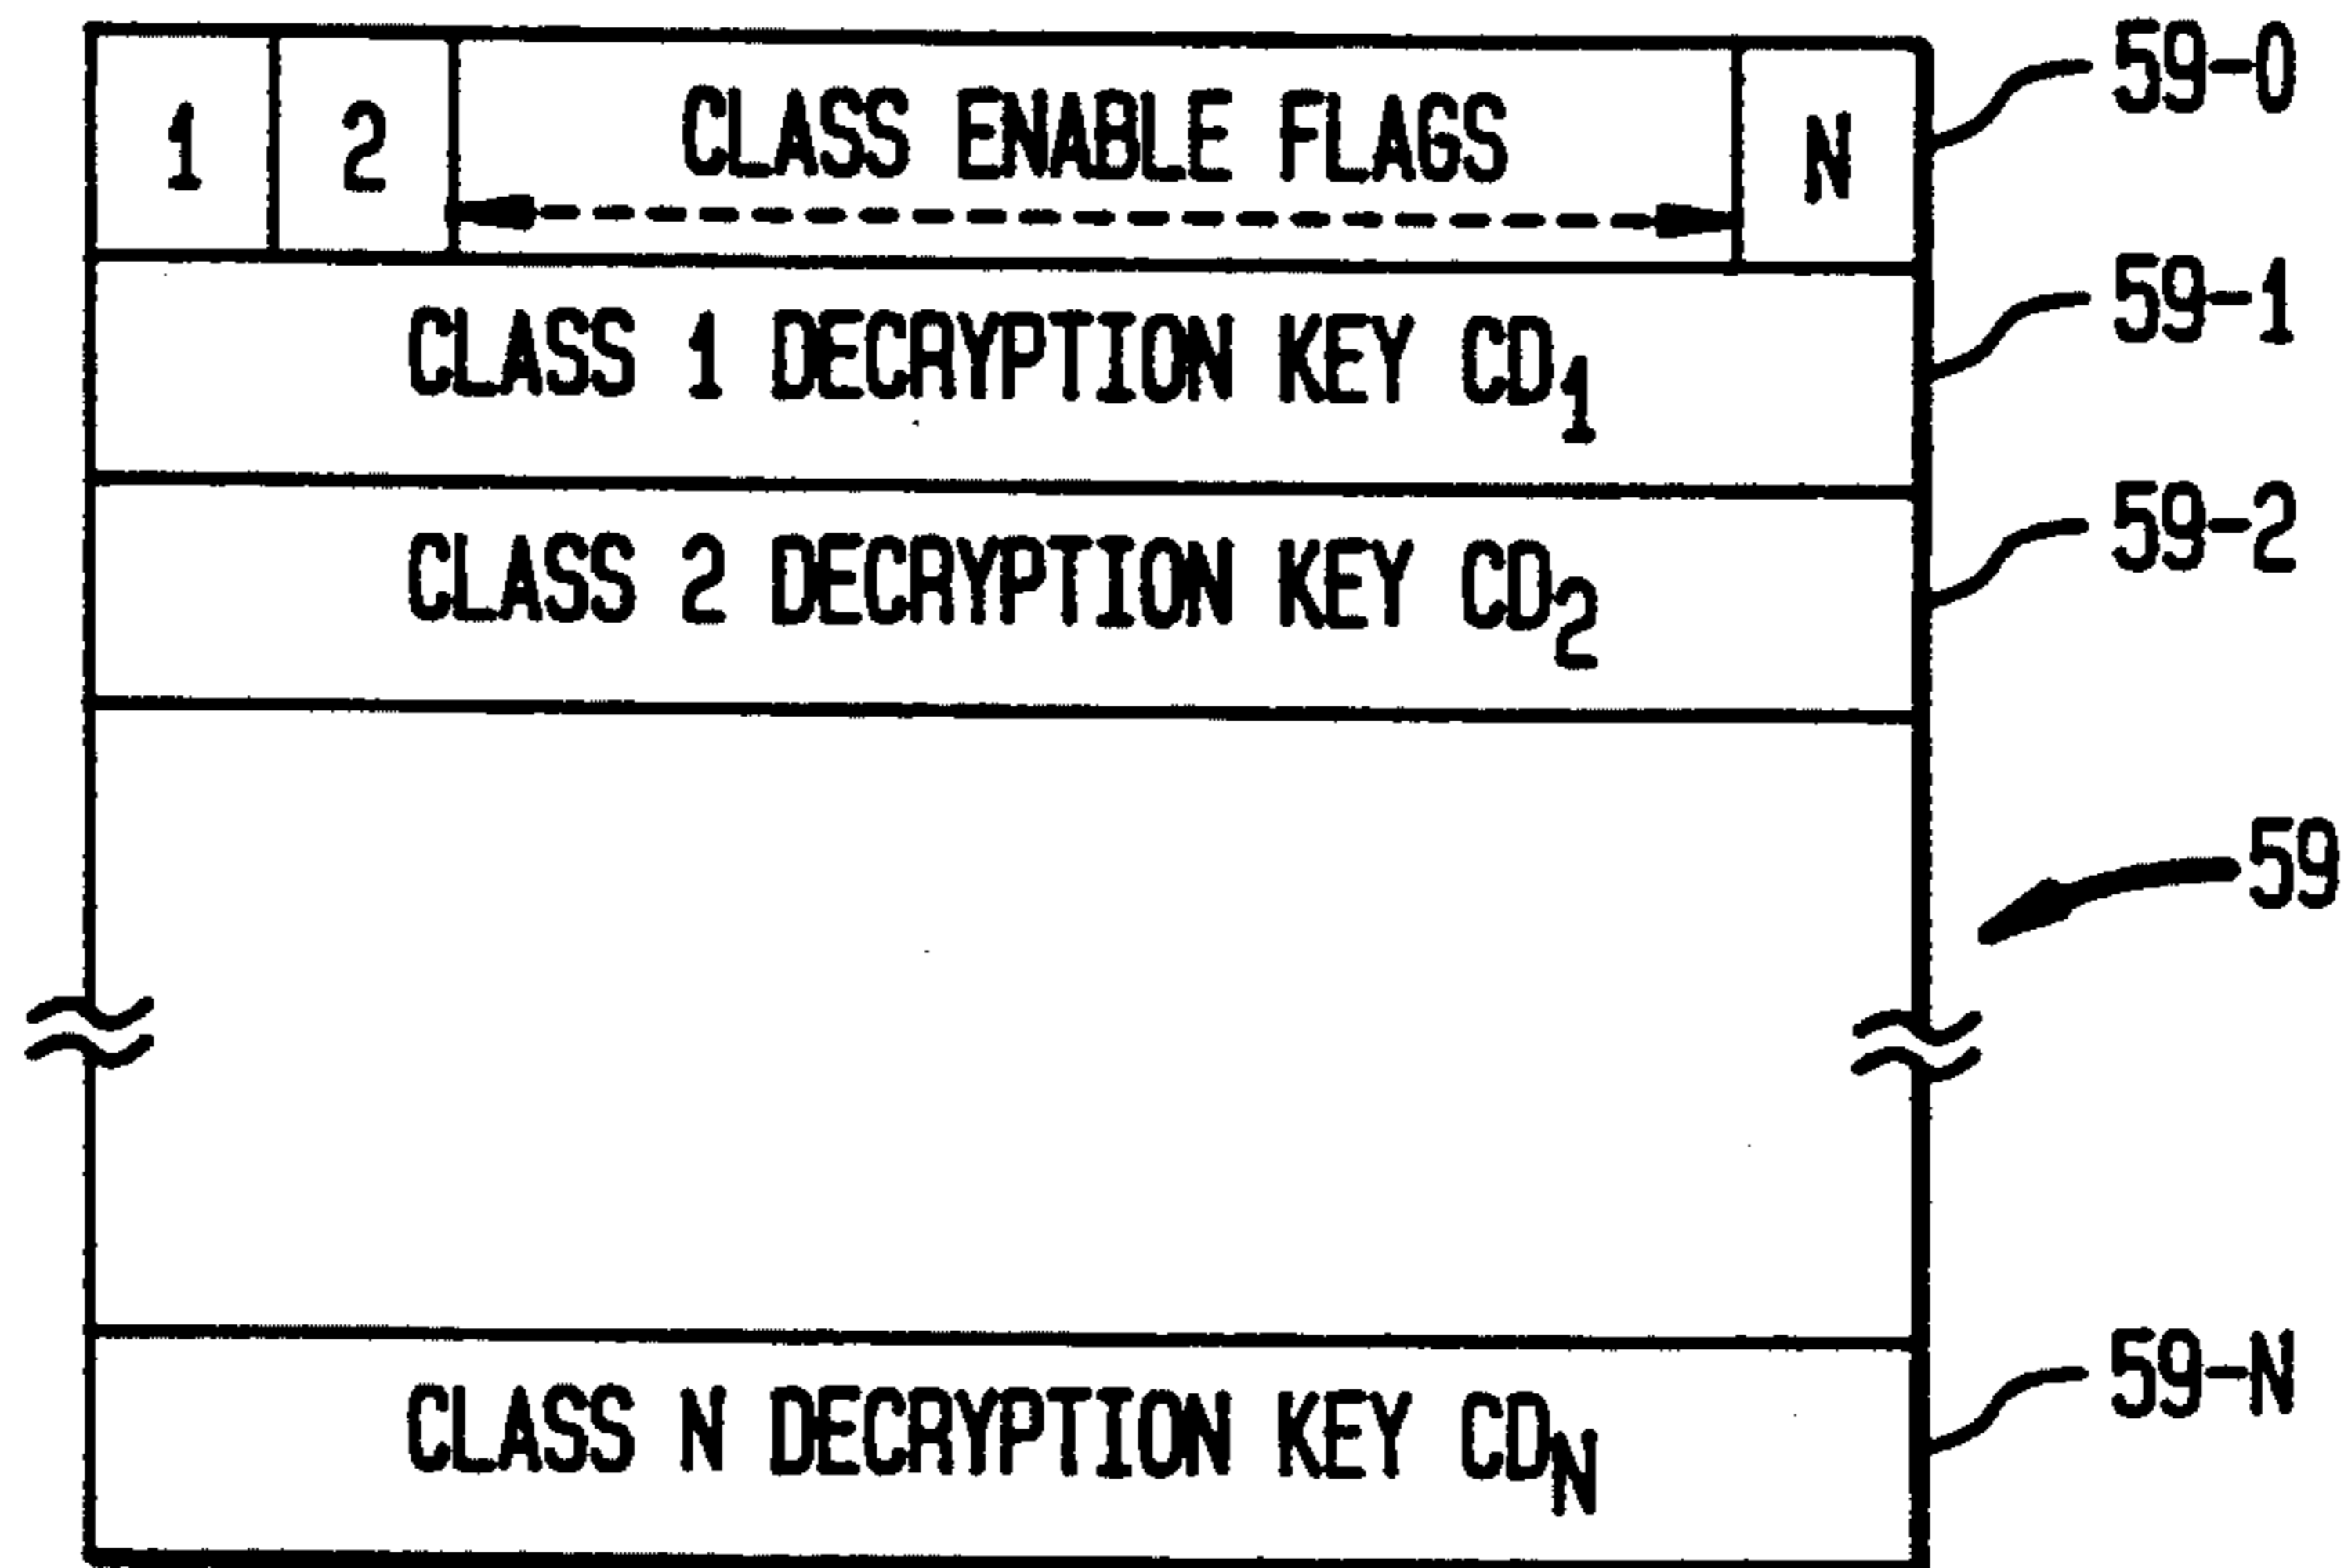 1 2 CLASS ENABLE FLAGS N 59-0
CLASS 1 DECRYPTION KEY CD₁ 59-1
CLASS 2 DECRYPTION KEY CD₂ 59-2
59
CLASS N DECRYPTION KEY CD_N 59-N